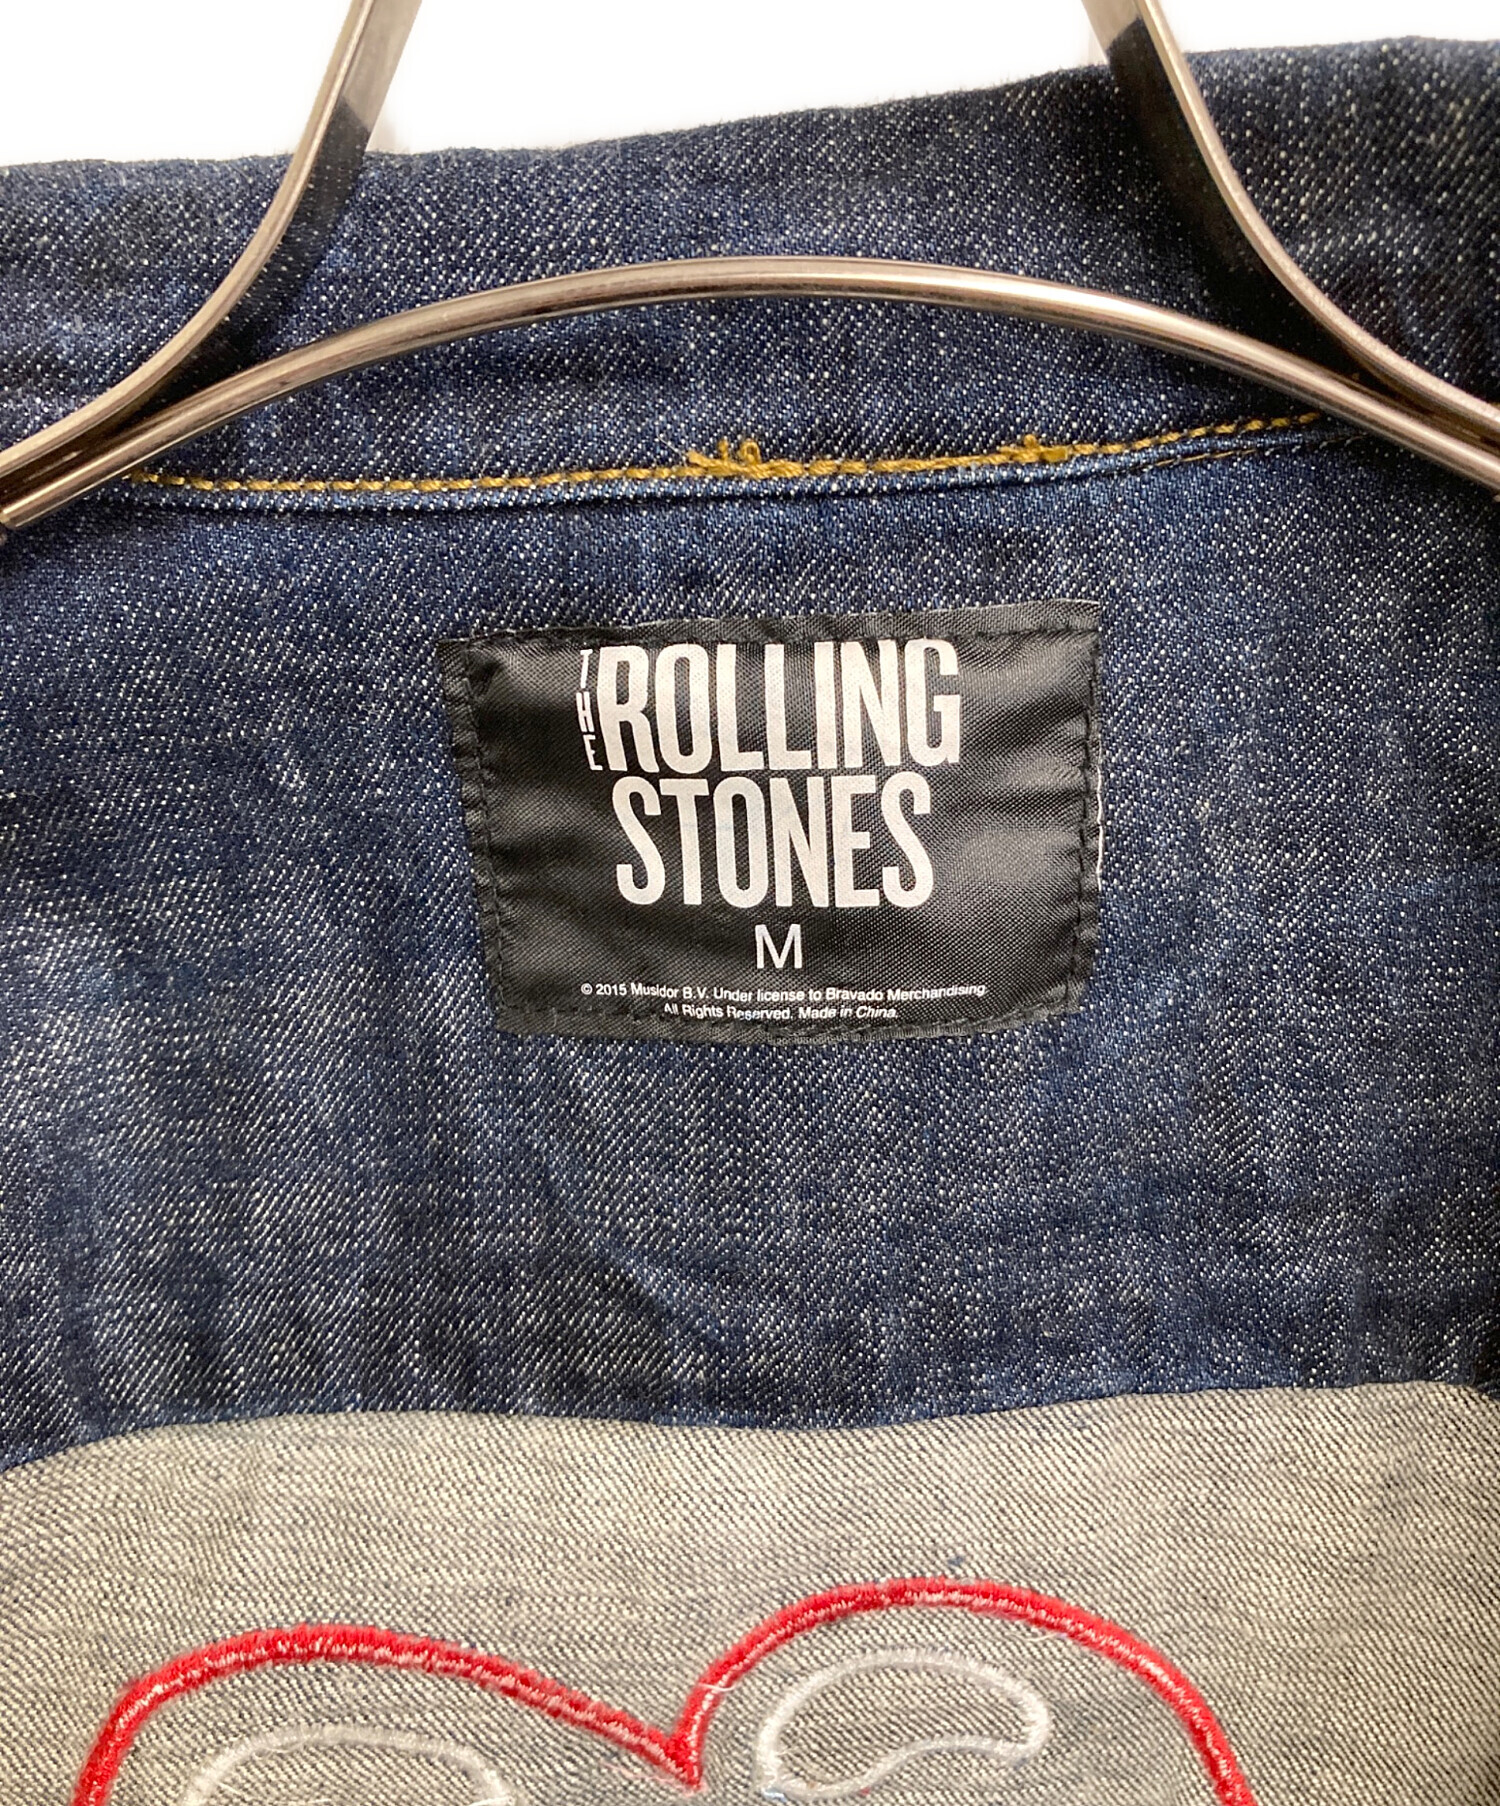 THE ROLLING
STONES
M
© 2015 Musidor B.V. Under license to Bravado Merchandising.
All Rights Reserved. Made in China.